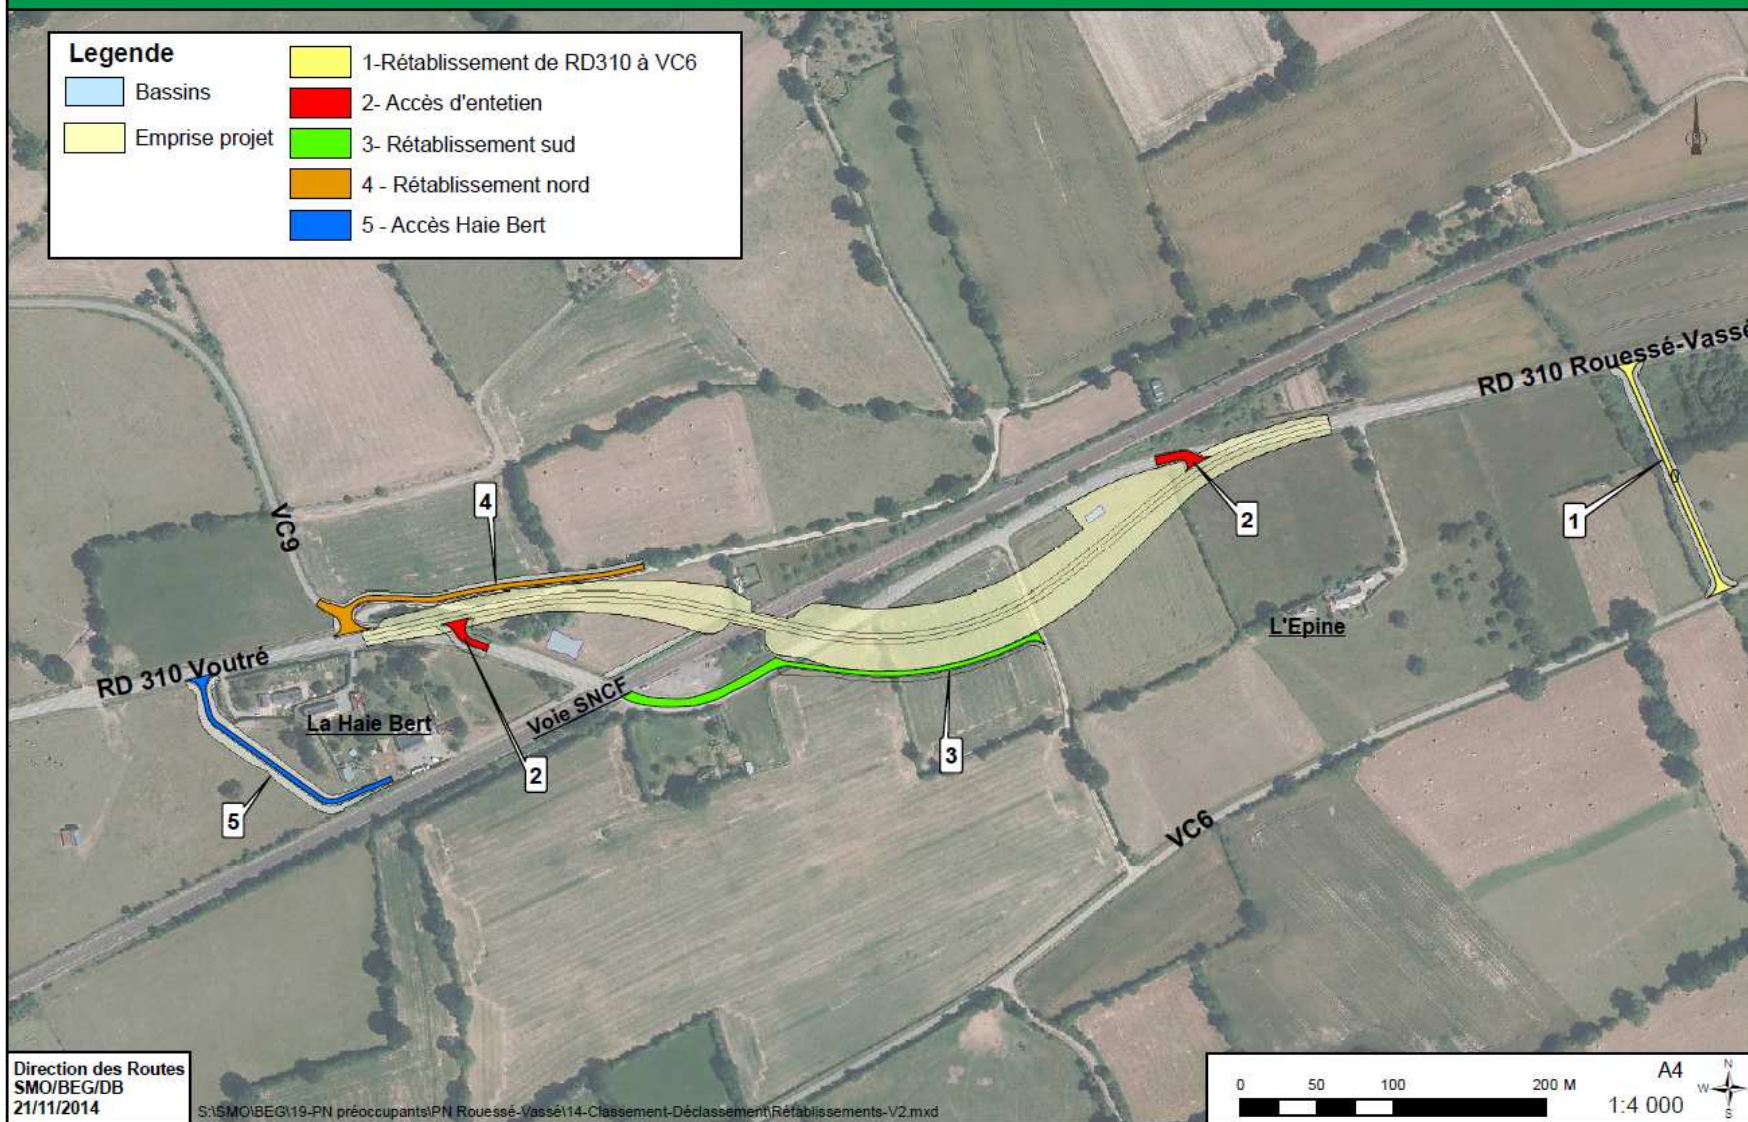 Legende
Bassins
Emprise projet
1-Rétablissement de RD310 à VC6
2- Accès d'entetien
3- Rétablissement sud
4 - Rétablissement nord
5 - Accès Haie Bert
RD 310 Rouessé-Vassé
VC9
4
2
1
0
L'Epine
RD 310 Voutré
La Haie Bert
Voie SNCF
2
3
5
VC6
Direction des Routes
SMO/BEG/DB
21/11/2014
S:\SMO\BEG\19-PN préoccupants\PN Rouessé-Vassé\14-Classement-Déclassement\Rétablissements-V2.mxd
0 50 100 200 M
A4
1:4 000
N
W
S